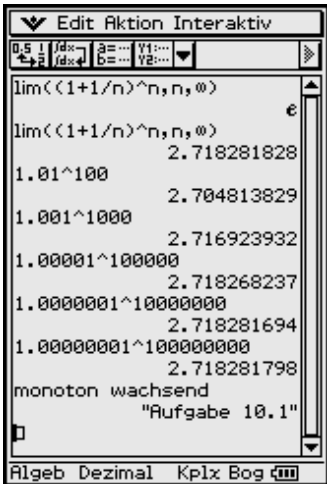 Edit Aktion Interaktiv
lim((1+1/n)^n,n,∞)
e
lim((1+1/n)^n,n,∞)
2.718281828
1.01^100
2.704813829
1.001^1000
2.716923932
1.00001^100000
2.718268237
1.0000001^10000000
2.718281694
1.00000001^100000000
2.718281798
monoton wachsend
"Aufgabe 10.1"
Algeb Dezimal Kplx Bog